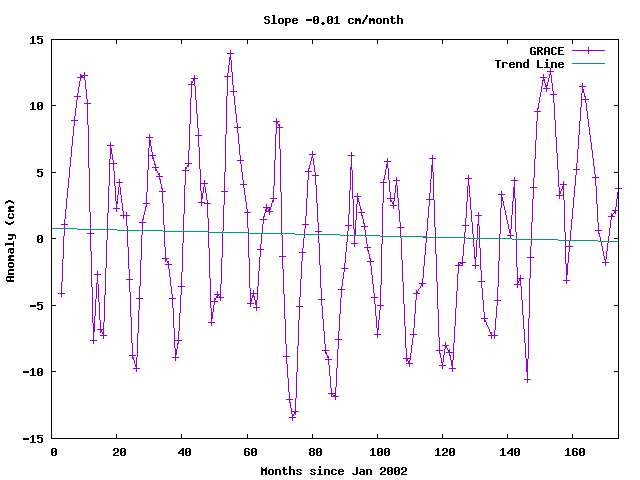 Slope -0.01 cm/month
GRACE
Trend Line
15
10
5
0
-5
-10
-15
Anomaly (cm)
0 20 40 60 80 100 120 140 160
Months since Jan 2002